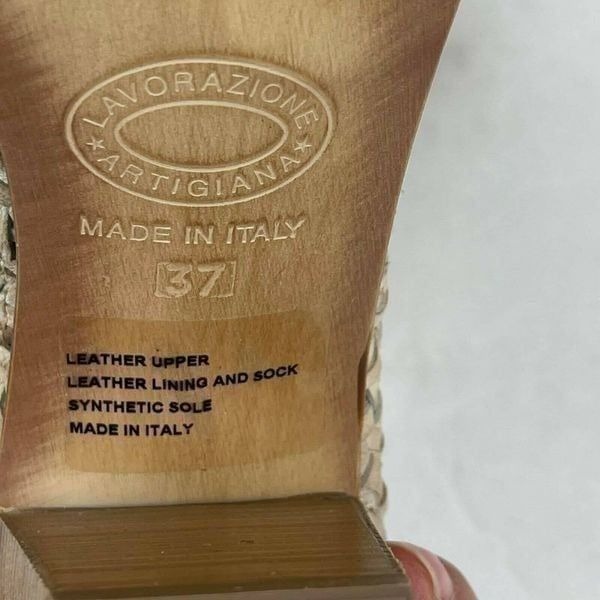 LAVORAZIONE
★ARTIGIANA★
MADE IN ITALY
37
LEATHER UPPER
LEATHER LINING AND SOCK
SYNTHETIC SOLE
MADE IN ITALY